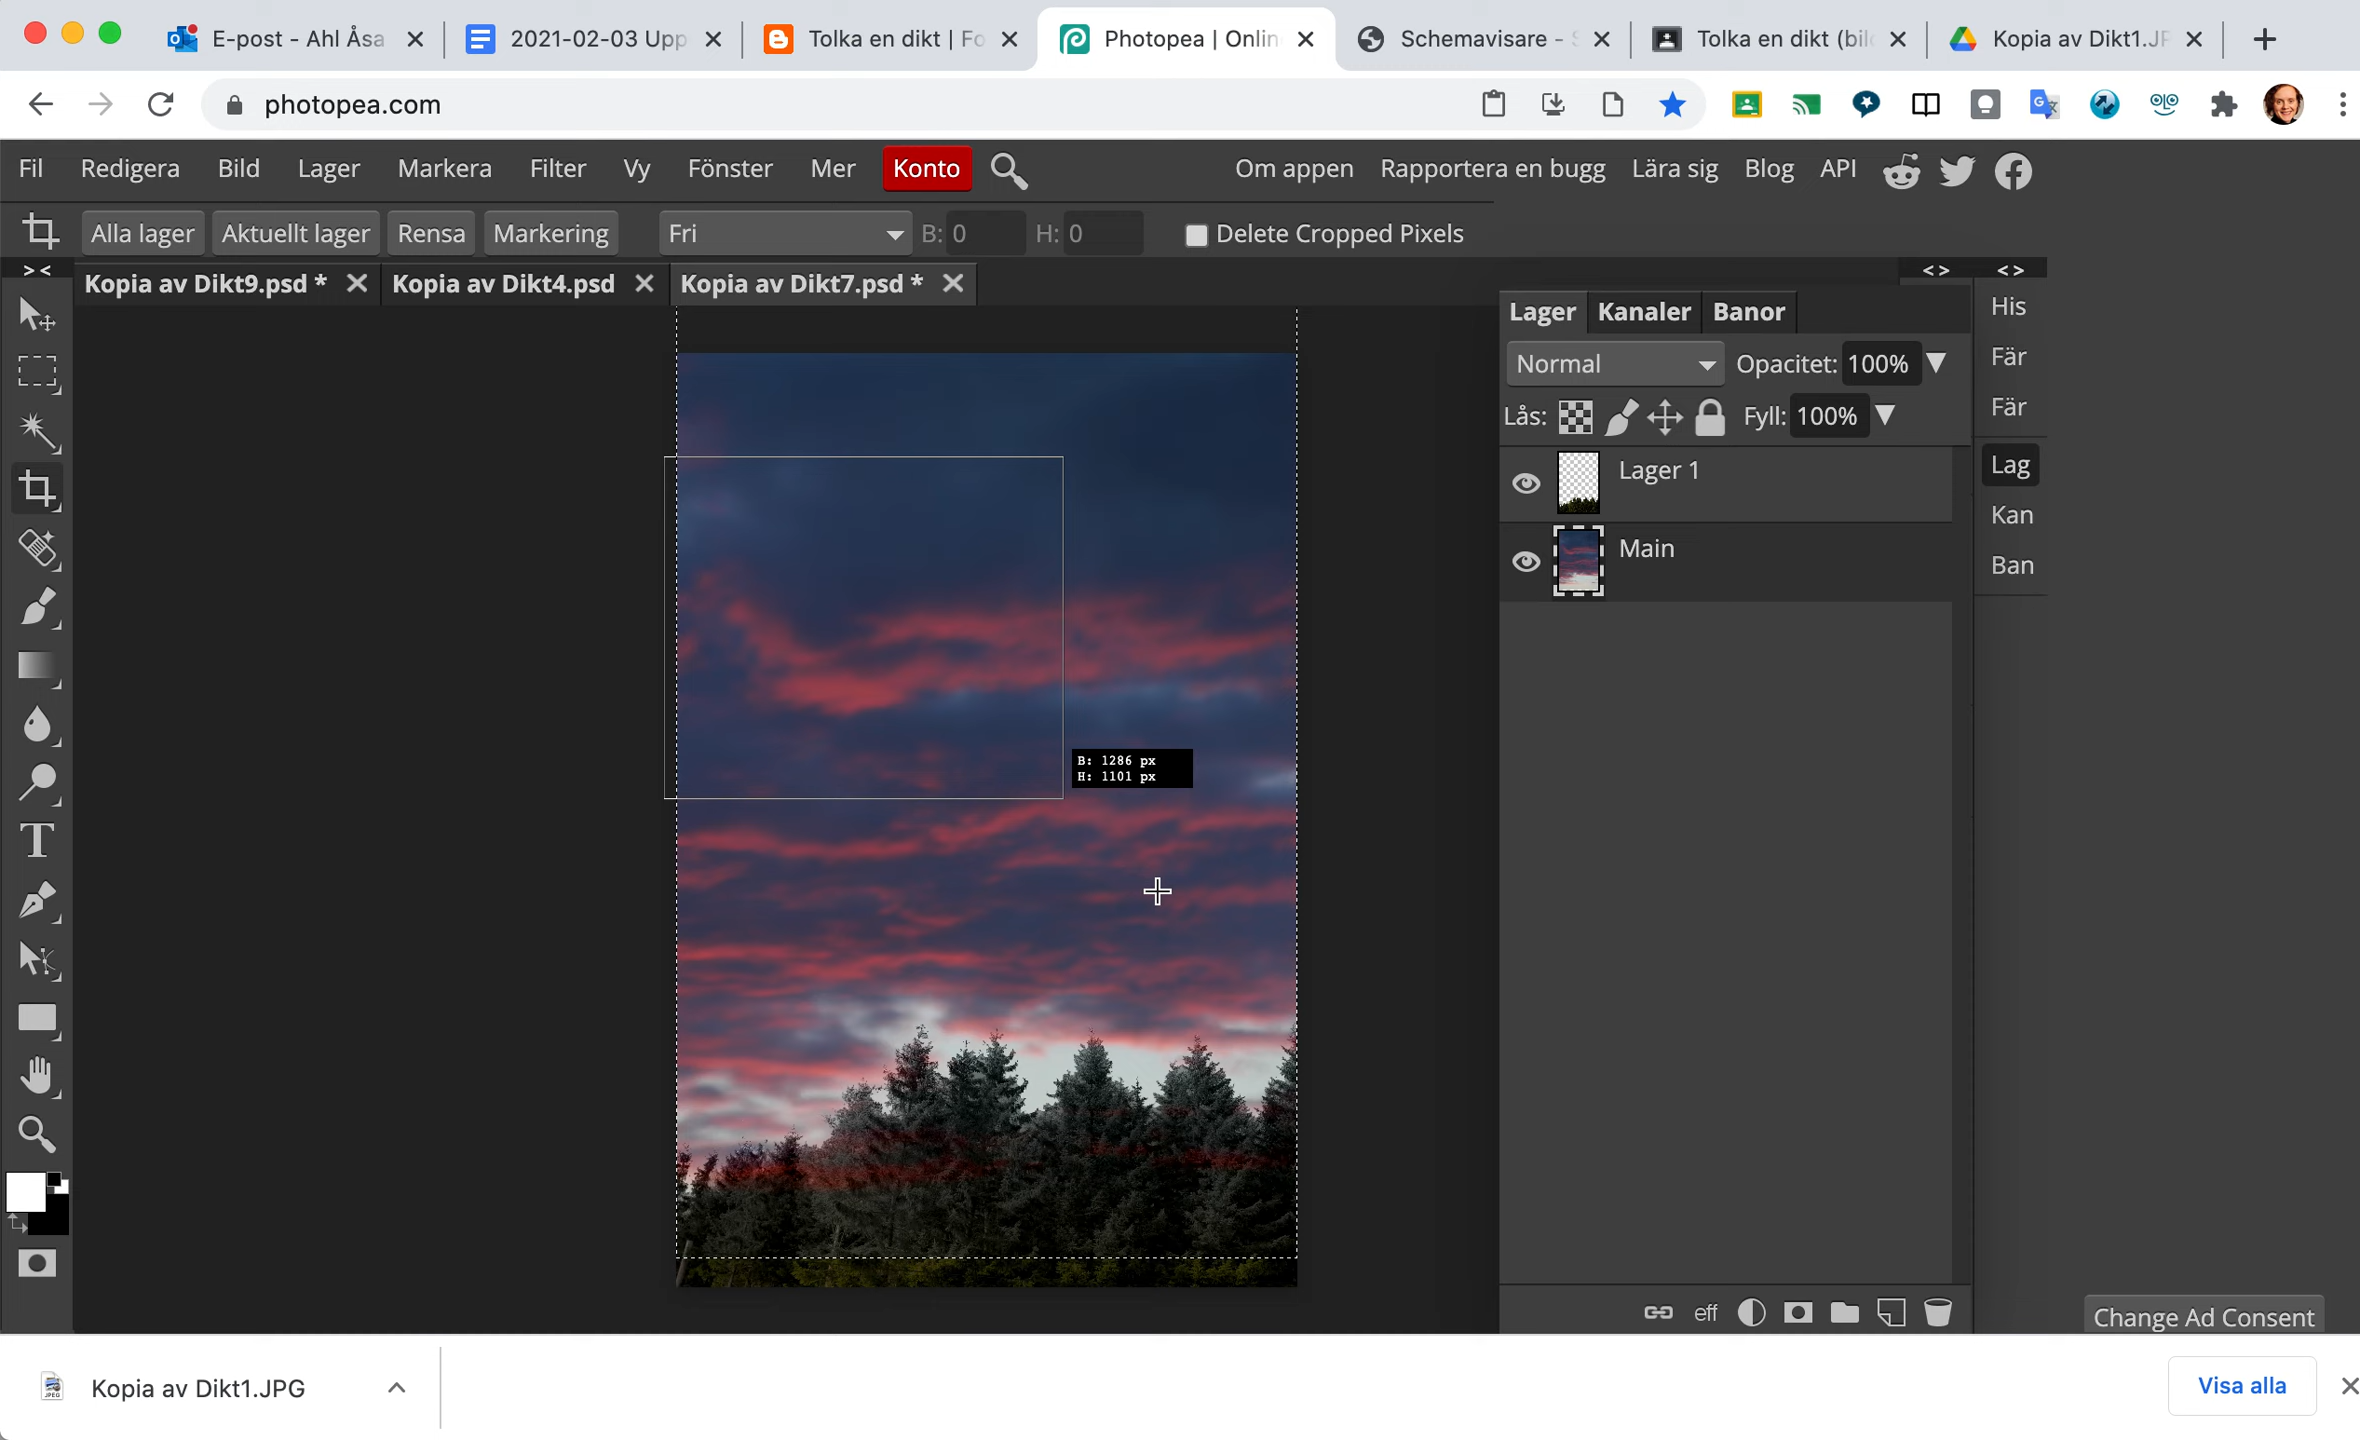 E-post - Ahl Åsa
2021-02-03 Upp
Tolka en dikt | Fo
Photopea | Onlin
Schemavisare - S
Tolka en dikt (bil
Kopia av Dikt1.JP
photopea.com
Fil Redigera Bild Lager Markera Filter Vy Fönster Mer Konto Om appen Rapportera en bugg Lära sig Blog API
Alla lager Aktuellt lager Rensa Markering Fri B: 0 H: 0 Delete Cropped Pixels
> < < > < >
Kopia av Dikt9.psd * Kopia av Dikt4.psd Kopia av Dikt7.psd *
Lager Kanaler Banor
Normal Opacitet: 100%
Lås: Fyll: 100%
Lager 1
Main
His
Fär
Fär
Lag
Kan
Ban
B: 1286 px
H: 1101 px
eff
Change Ad Consent
Kopia av Dikt1.JPG
Visa alla